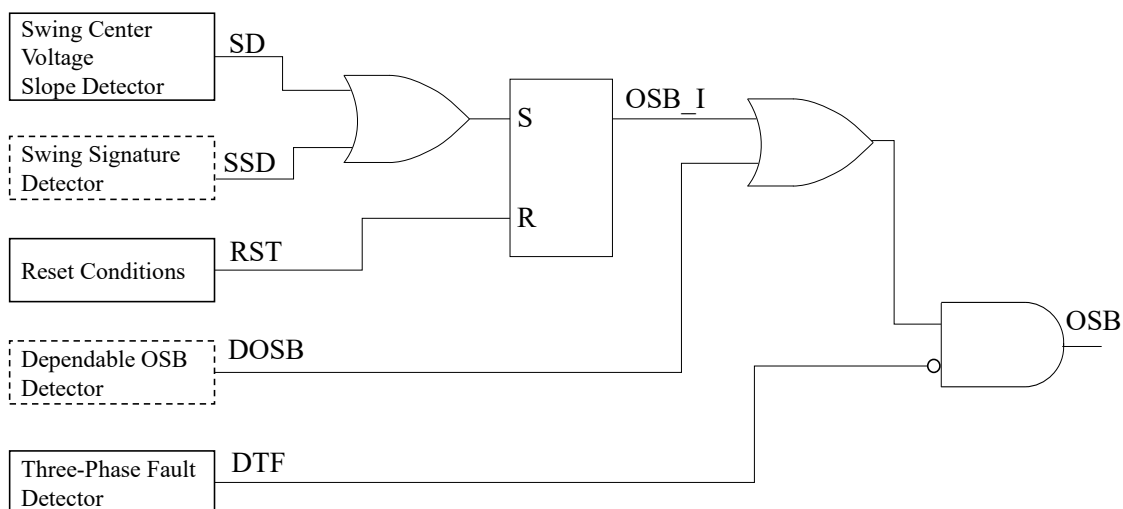 Swing Center
Voltage
Slope Detector
SD
Swing Signature
Detector
SSD
S
OSB_I
R
Reset Conditions
RST
Dependable OSB
Detector
DOSB
OSB
Three-Phase Fault
Detector
DTF